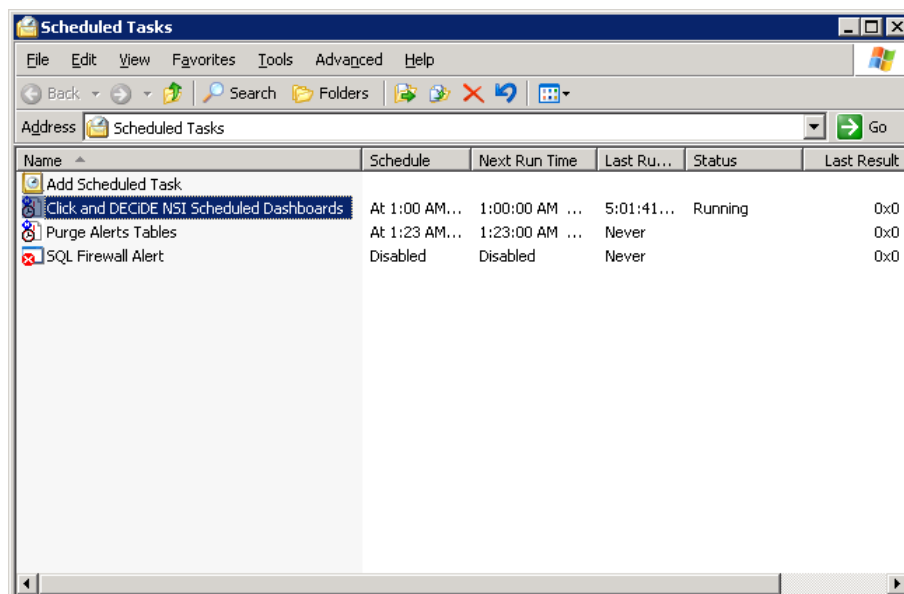 Scheduled Tasks
File Edit View Favorites Tools Advanced Help
Back Search Folders
Address Scheduled Tasks Go
Name Schedule Next Run Time Last Ru... Status Last Result
Add Scheduled Task
Click and DECiDE NSI Scheduled Dashboards At 1:00 AM... 1:00:00 AM ... 5:01:41... Running 0x0
Purge Alerts Tables At 1:23 AM... 1:23:00 AM ... Never 0x0
SQL Firewall Alert Disabled Disabled Never 0x0